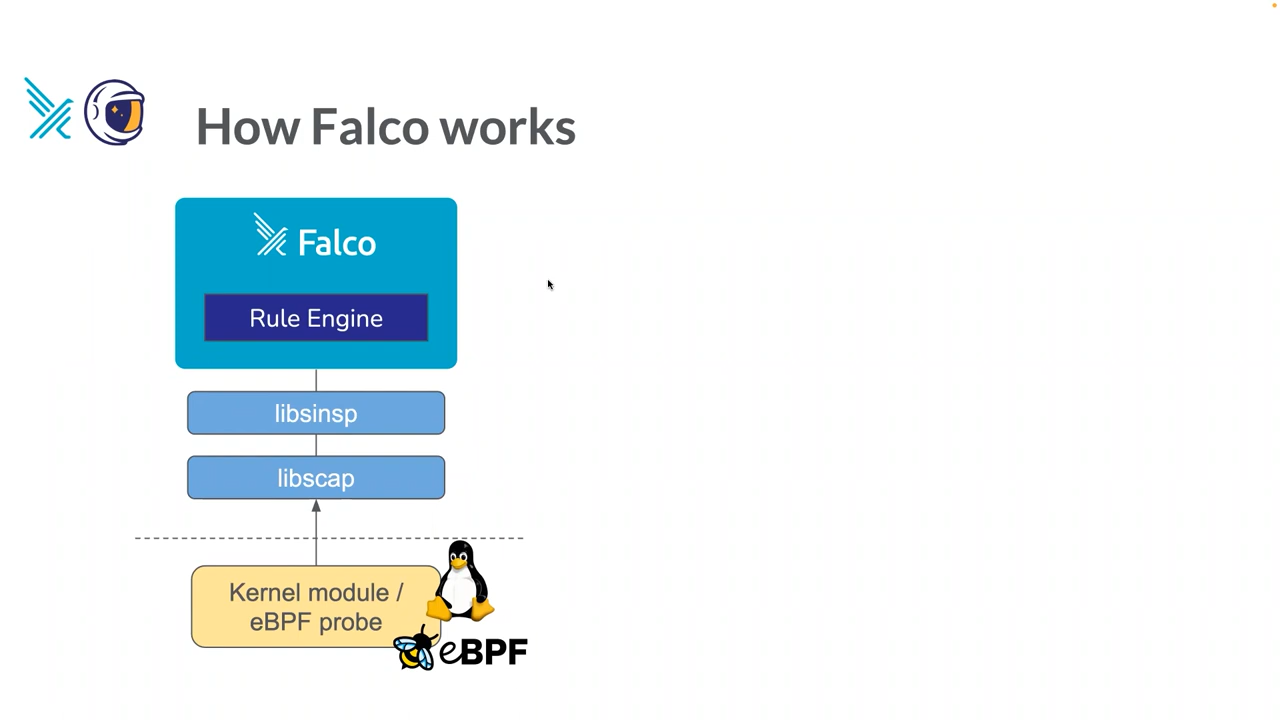 How Falco works
Falco
Rule Engine
libsinsp
libscap
Kernel module /
eBPF probe
eBPF